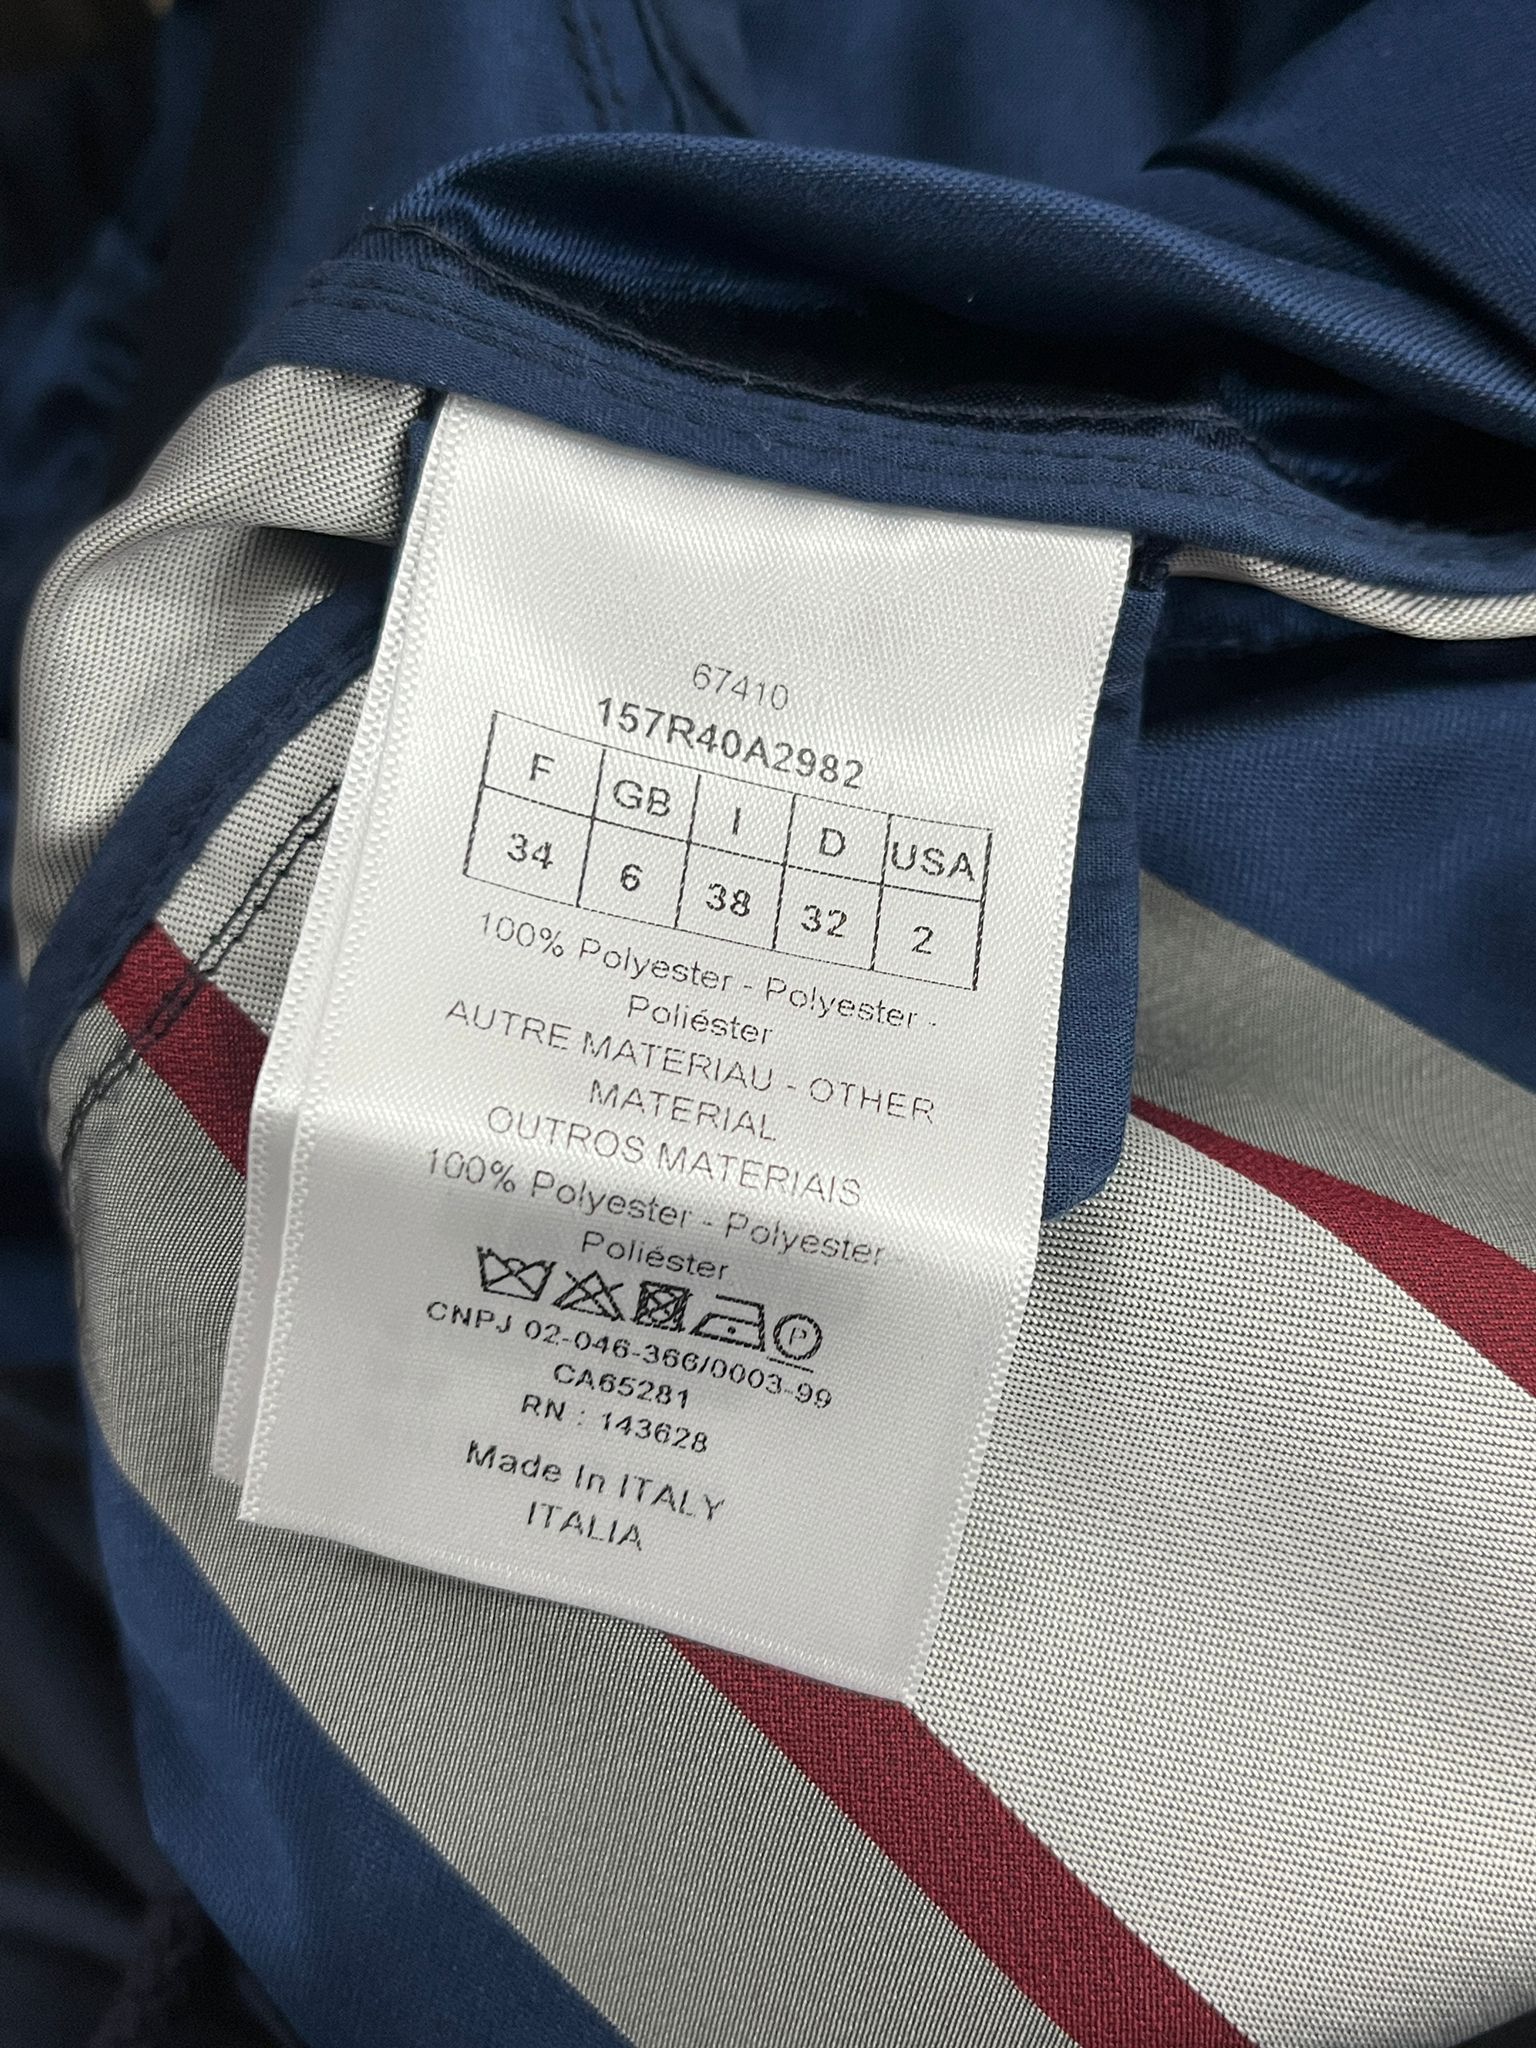 67410
157R40A2982
F GB I D USA
34 6 38 32 2
100% Polyester - Polyester -
Poliéster
AUTRE MATERIAU - OTHER
MATERIAL
OUTROS MATERIAIS
100% Polyester - Polyester -
Poliéster
P
CNPJ 02-046-366/0003-99
CA65281
RN : 143628
Made In ITALY
ITALIA